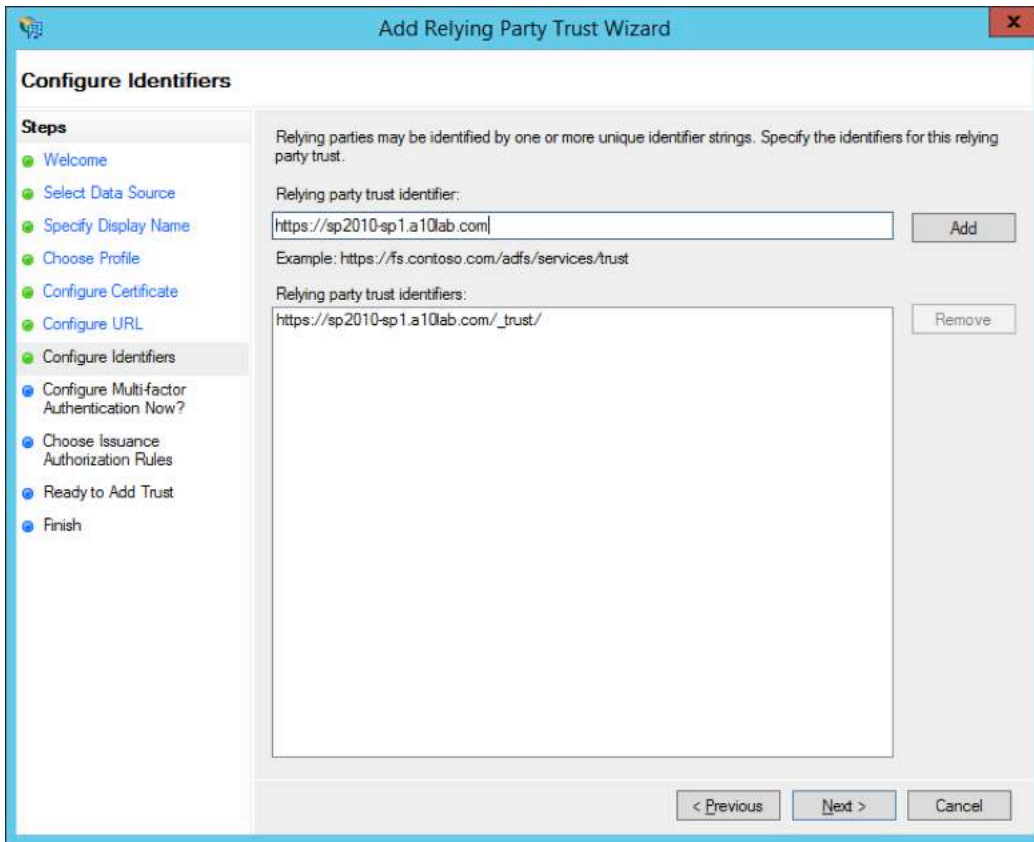 Add Relying Party Trust Wizard
x
Configure Identifiers
Steps
Welcome
Select Data Source
Specify Display Name
Choose Profile
Configure Certificate
Configure URL
Configure Identifiers
Configure Multi-factor
Authentication Now?
Choose Issuance
Authorization Rules
Ready to Add Trust
Finish
Relying parties may be identified by one or more unique identifier strings. Specify the identifiers for this relying
party trust.
Relying party trust identifier:
https://sp2010-sp1.a10lab.com
Add
Example: https://fs.contoso.com/adfs/services/trust
Relying party trust identifiers:
https://sp2010-sp1.a10lab.com/_trust/
Remove
< Previous
Next >
Cancel